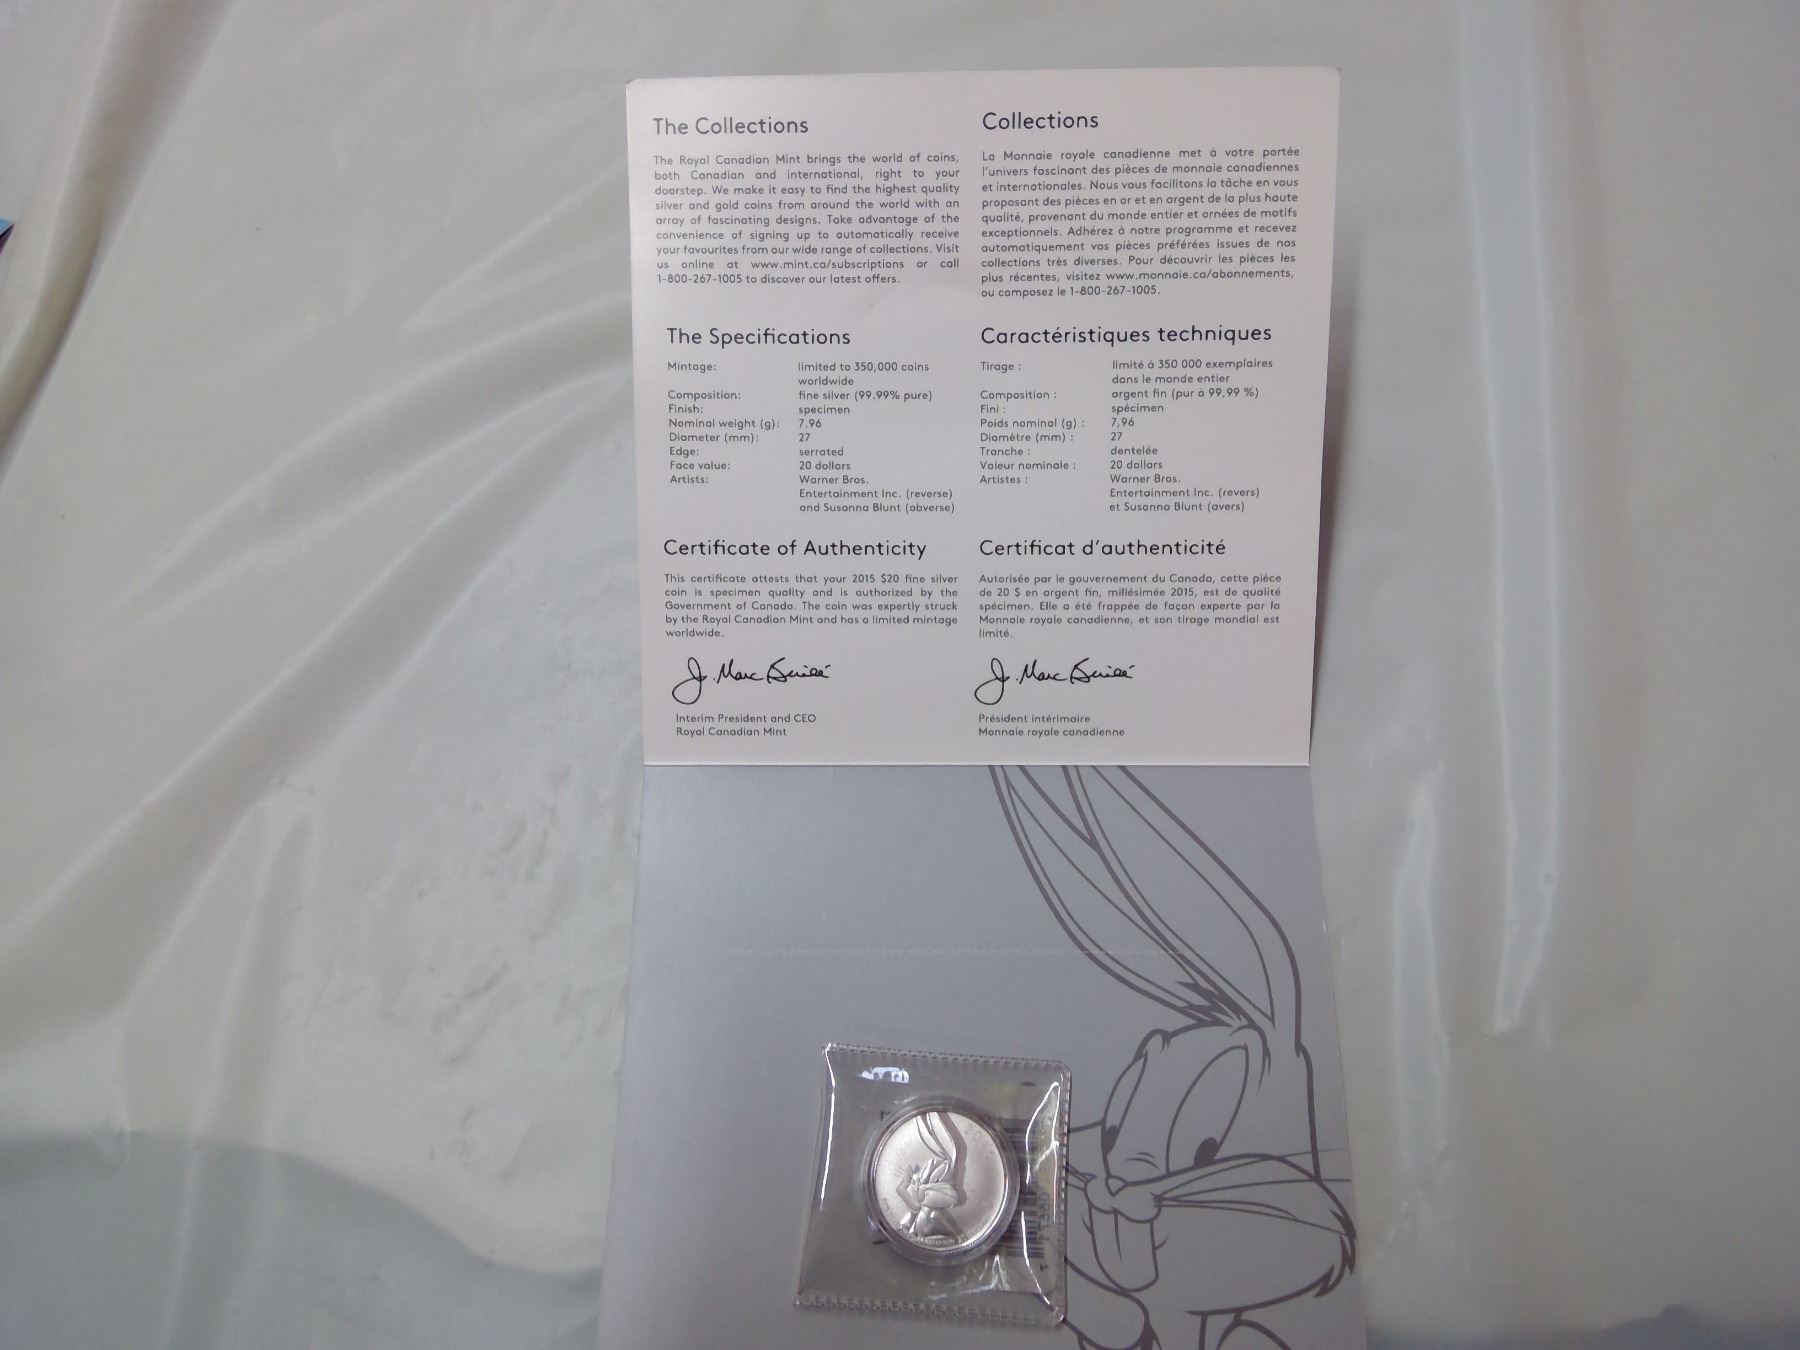 The Collections
The Royal Canadian Mint brings the world of coins,
both Canadian and international, right to your
doorstep. We make it easy to find the highest quality
silver and gold coins from around the world with an
array of fascinating designs. Take advantage of the
convenience of signing up to automatically receive
your favourites from our wide range of collections. Visit
us online at www.mint.ca/subscriptions or call
1-800-267-1005 to discover our latest offers.
Collections
La Monnaie royale canadienne met à votre portée
l'univers fascinant des pièces de monnaie canadiennes
et internationales. Nous vous facilitons la tâche en vous
proposant des pièces en or et en argent de la plus haute
qualité, provenant du monde entier et ornées de motifs
exceptionnels. Adhérez à notre programme et recevez
automatiquement vos pièces préférées issues de nos
collections très diverses. Pour découvrir les pièces les
plus récentes, visitez www.monnaie.ca/abonnements,
ou composez le 1-800-267-1005.
The Specifications
Mintage: limited to 350,000 coins
worldwide
Composition: fine silver (99.99% pure)
Finish: specimen
Nominal weight (g): 7.96
Diameter (mm): 27
Edge: serrated
Face value: 20 dollars
Artists: Warner Bros.
Entertainment Inc. (reverse)
and Susanna Blunt (obverse)
Caractéristiques techniques
Tirage : limité à 350 000 exemplaires
dans le monde entier
Composition : argent fin (pur à 99,99 %)
Fini : spécimen
Poids nominal (g) : 7,96
Diamètre (mm) : 27
Tranche : dentelée
Valeur nominale : 20 dollars
Artistes : Warner Bros.
Entertainment Inc. (revers)
et Susanna Blunt (avers)
Certificate of Authenticity
This certificate attests that your 2015 $20 fine silver
coin is specimen quality and is authorized by the
Government of Canada. The coin was expertly struck
by the Royal Canadian Mint and has a limited mintage
worldwide.
J. Marc
Interim President and CEO
Royal Canadian Mint
Certificat d'authenticité
Autorisée par le gouvernement du Canada, cette pièce
de 20 $ en argent fin, millésimée 2015, est de qualité
spécimen. Elle a été frappée de façon experte par la
Monnaie royale canadienne, et son tirage mondial est
limité.
J. Marc
Président intérimaire
Monnaie royale canadienne